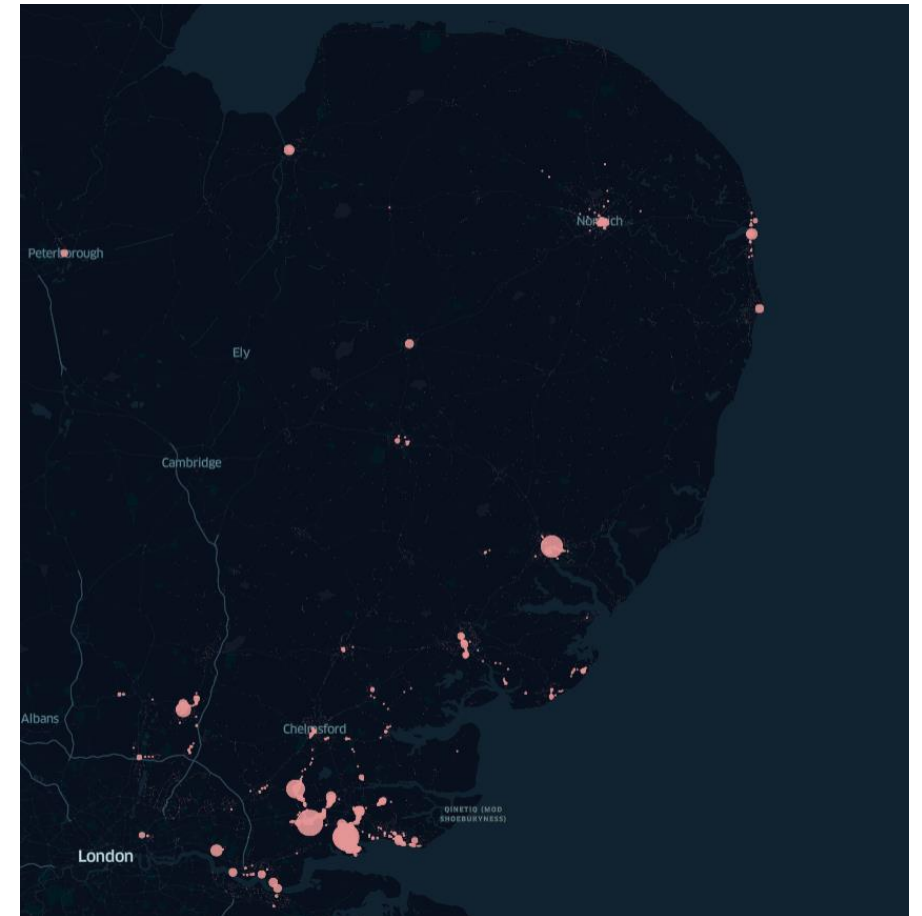 Norwich
Peterborough
Ely
Cambridge
Albans
Chelmsford
QINETIQ (MOD
SHOEBURYNESS)
London